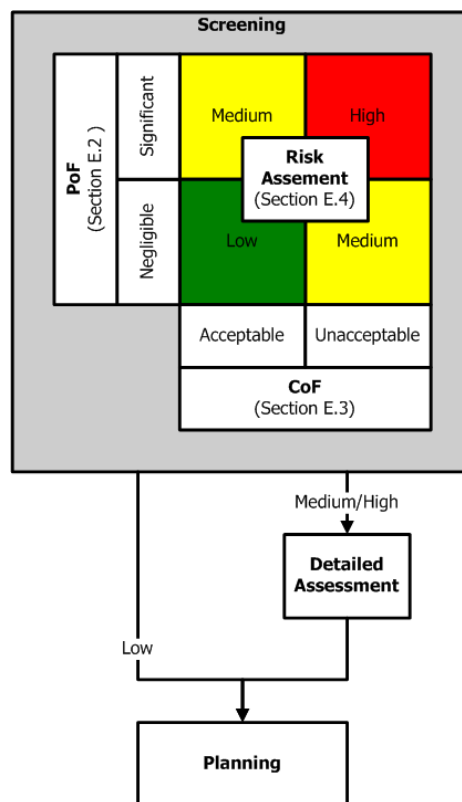 Screening
PoF
(Section E.2 )
Significant
Negligible
Medium
High
Risk
Assement
(Section E.4)
Low
Medium
Acceptable
Unacceptable
CoF
(Section E.3)
Medium/High
Detailed
Assessment
Low
Planning